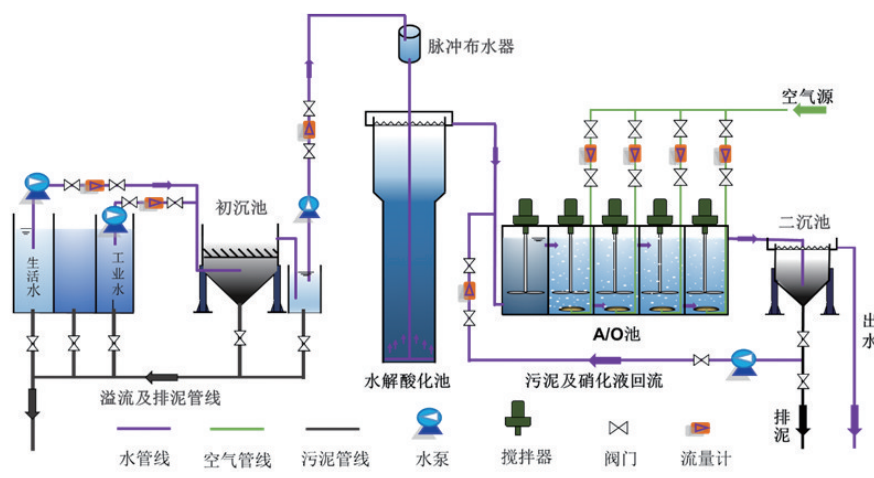 脉冲布水器
空气源
初沉池
二沉池
生活水
工业水
A/O池
出水
水解酸化池
污泥及硝化液回流
溢流及排泥管线
排泥
水管线
空气管线
污泥管线
水泵
搅拌器
阀门
流量计